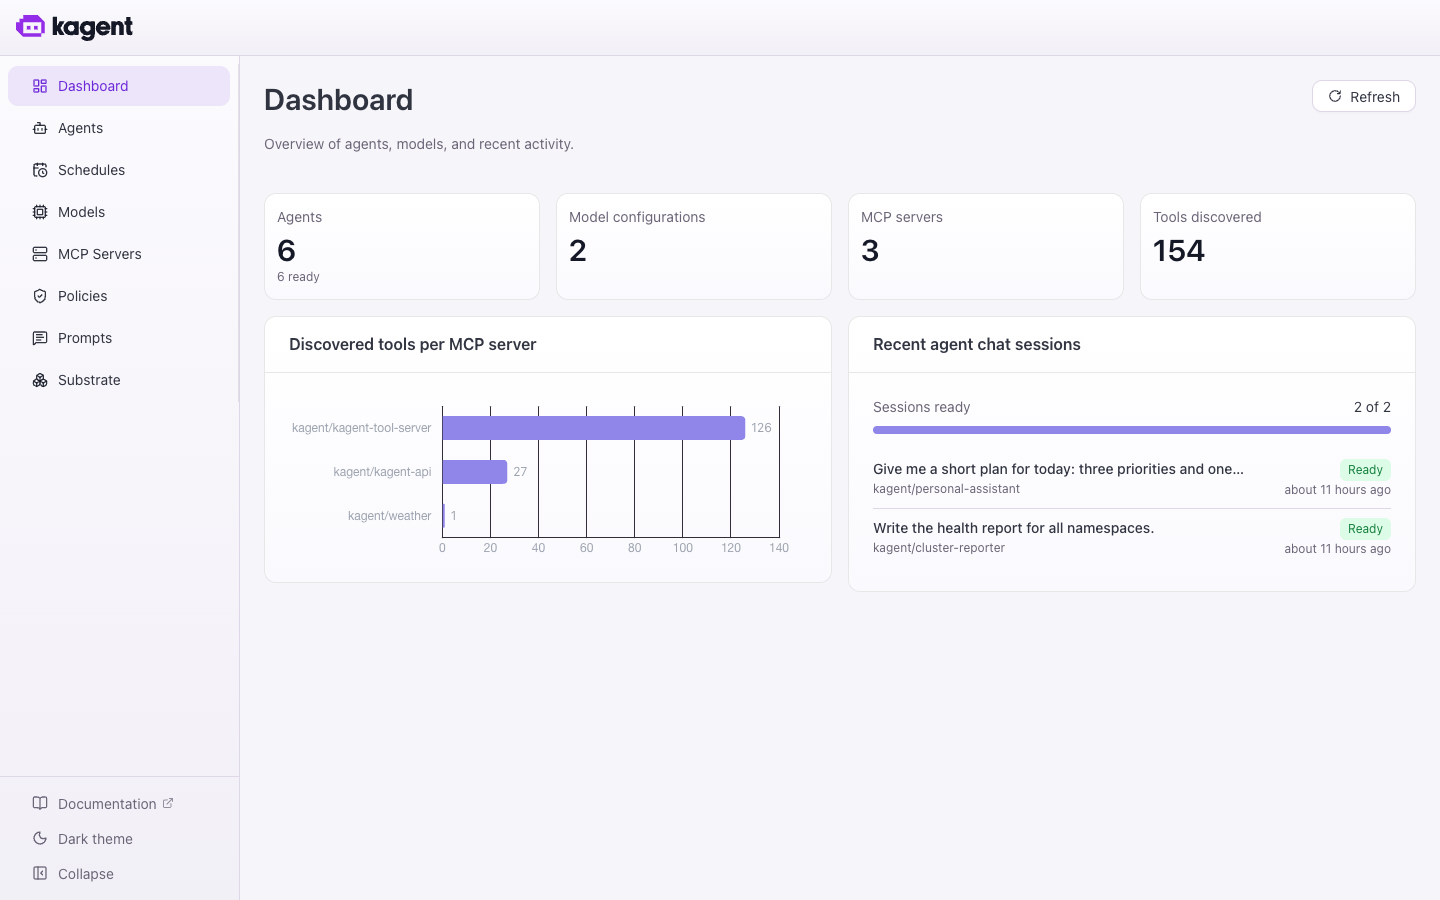 kagent
Dashboard
Agents
Schedules
Models
MCP Servers
Policies
Prompts
Substrate
Documentation
Dark theme
Collapse
Dashboard
Refresh
Overview of agents, models, and recent activity.
Agents
6
6 ready
Model configurations
2
MCP servers
3
Tools discovered
154
Discovered tools per MCP server
kagent/kagent-tool-server 126
kagent/kagent-api 27
kagent/weather 1
0 20 40 60 80 100 120 140
Recent agent chat sessions
Sessions ready 2 of 2
Give me a short plan for today: three priorities and one... Ready
kagent/personal-assistant about 11 hours ago
Write the health report for all namespaces. Ready
kagent/cluster-reporter about 11 hours ago